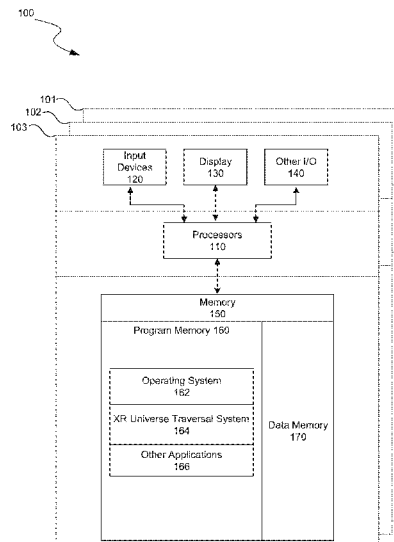 100
101
102
103
Input
Devices
120
Display
130
Other I/O
140
Processors
110
Memory
150
Program Memory 160
Operating System
162
XR Universe Traversal System
164
Other Applications
166
Data Memory
170